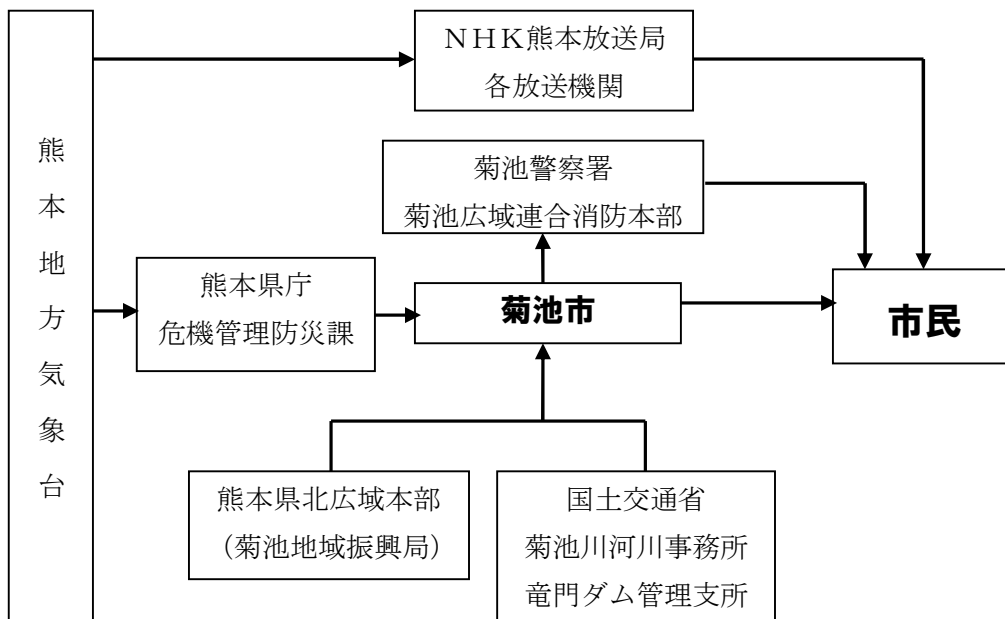 熊本地方気象台
ＮＨＫ熊本放送局
各放送機関
菊池警察署
菊池広域連合消防本部
熊本県庁
危機管理防災課
菊池市
市民
熊本県北広域本部
（菊池地域振興局）
国土交通省
菊池川河川事務所
竜門ダム管理支所